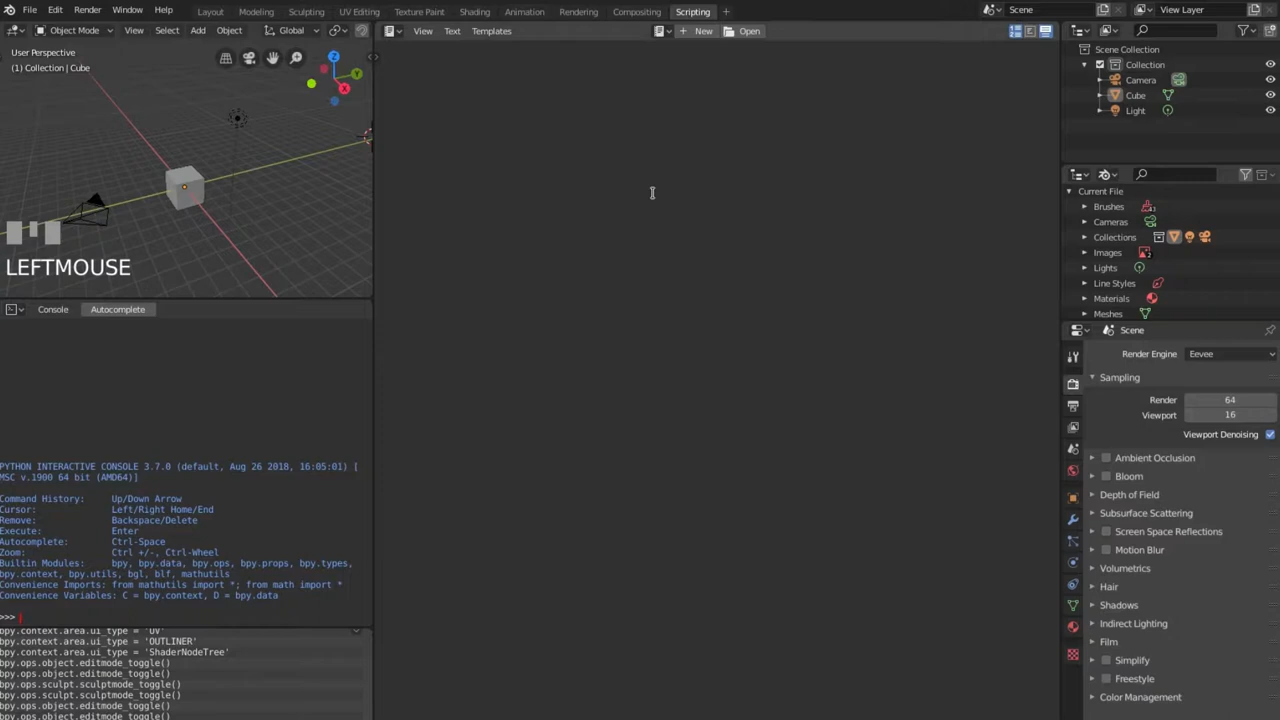 File Edit Render Window Help Layout Modeling Sculpting UV Editing Texture Paint Shading Animation Rendering Compositing Scripting + Scene View Layer
Object Mode View Select Add Object Global
View Text Templates + New Open
User Perspective
(1) Collection | Cube
Z
Y
X
LEFTMOUSE
Console Autocomplete
PYTHON INTERACTIVE CONSOLE 3.7.0 (default, Aug 26 2018, 16:05:01) [
MSC v.1900 64 bit (AMD64)]
Command History: Up/Down Arrow
Cursor: Left/Right Home/End
Remove: Backspace/Delete
Execute: Enter
Autocomplete: Ctrl-Space
Zoom: Ctrl +/-, Ctrl-Wheel
Builtin Modules: bpy, bpy.data, bpy.ops, bpy.props, bpy.types,
bpy.context, bpy.utils, bgl, blf, mathutils
Convenience Imports: from mathutils import *; from math import *
Convenience Variables: C = bpy.context, D = bpy.data
>>>
bpy.context.area.ui_type = 'UV'
bpy.context.area.ui_type = 'OUTLINER'
bpy.context.area.ui_type = 'ShaderNodeTree'
bpy.ops.object.editmode_toggle()
bpy.ops.object.editmode_toggle()
bpy.ops.sculpt.sculptmode_toggle()
bpy.ops.sculpt.sculptmode_toggle()
bpy.ops.object.editmode_toggle()
bpy.ops.object.editmode_toggle()
Scene Collection
Collection
Camera
Cube
Light
Current File
Brushes
Cameras
Collections
Images 2
Lights
Line Styles
Materials
Meshes
Scene
Render Engine Eevee
Sampling
Render 64
Viewport 16
Viewport Denoising
Ambient Occlusion
Bloom
Depth of Field
Subsurface Scattering
Screen Space Reflections
Motion Blur
Volumetrics
Hair
Shadows
Indirect Lighting
Film
Simplify
Freestyle
Color Management